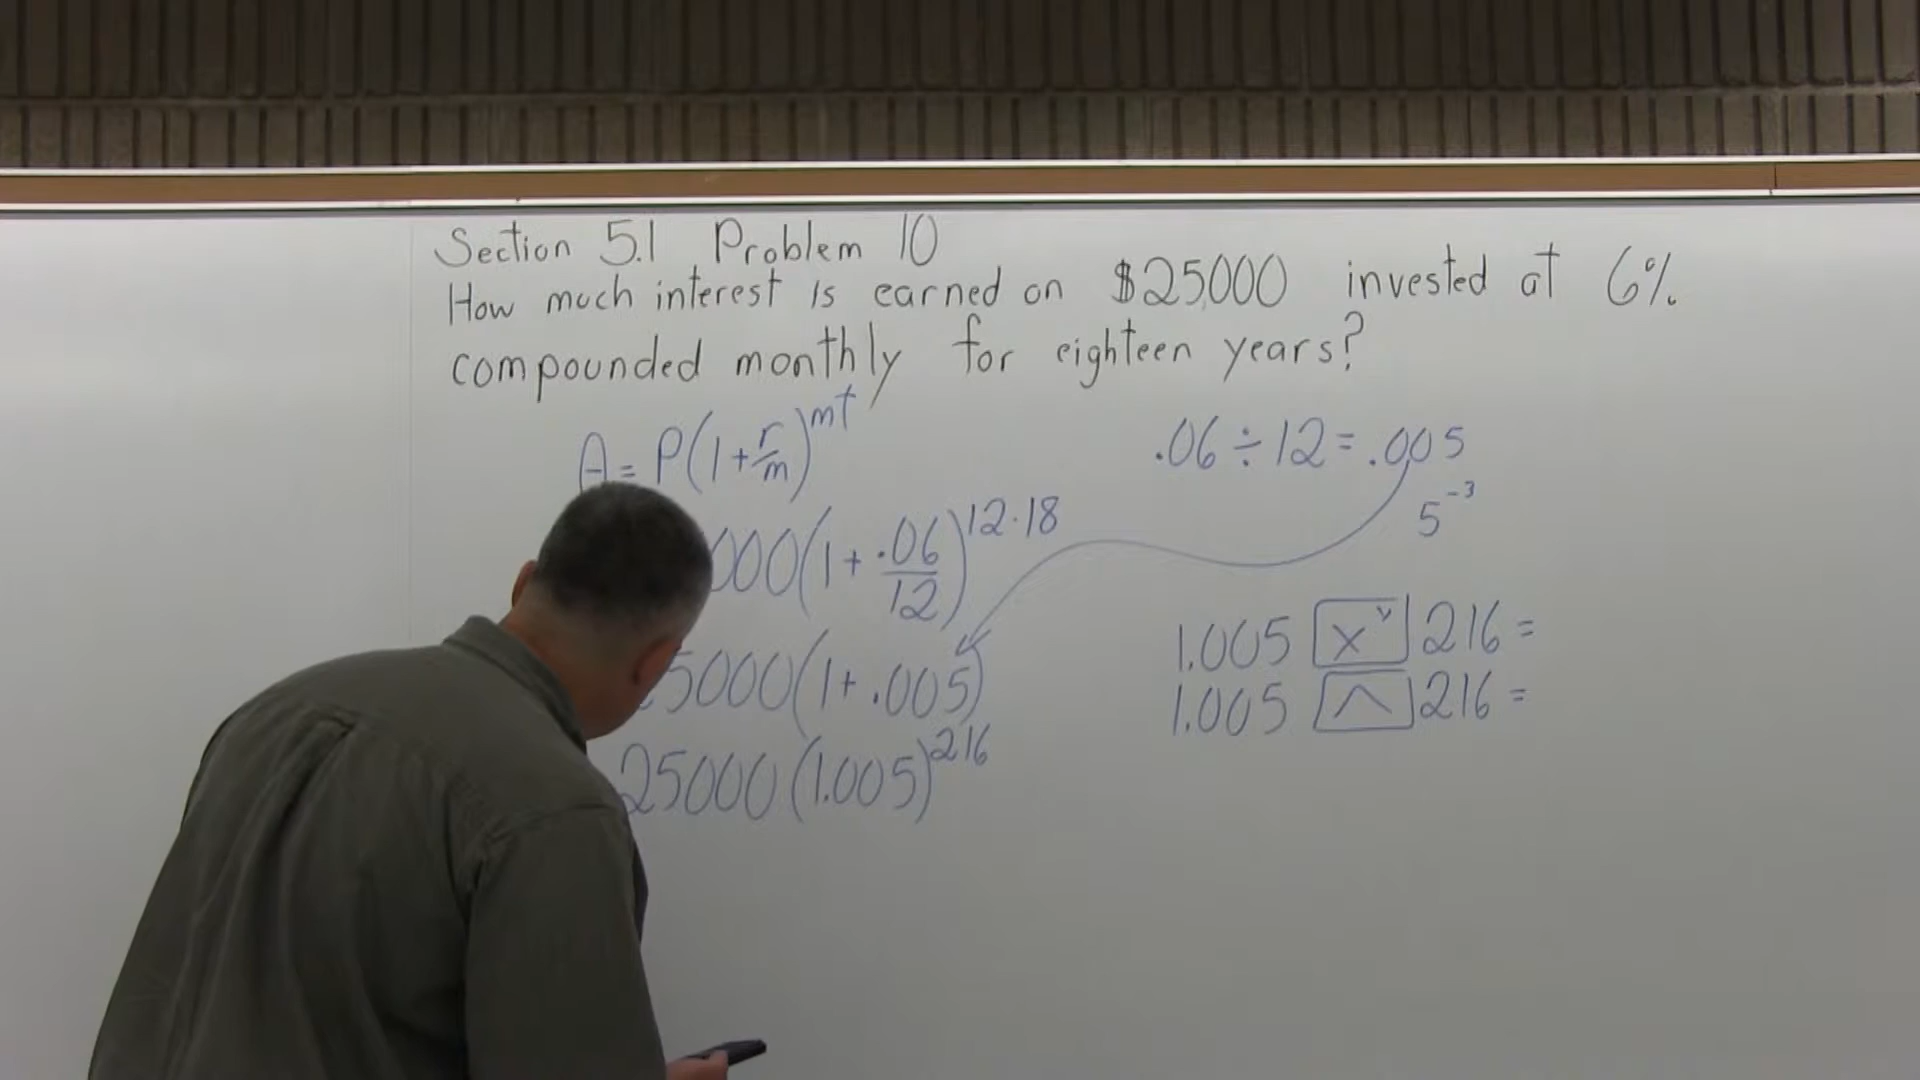 Section 5.1 Problem 10
How much interest is earned on $25,000 invested at 6%
compounded monthly for eighteen years?
A = P(1+r/m)^mt
000(1+.06/12)^12·18
5000(1+.005)
25000(1.005)^216
.06÷12=.005
5^-3
1.005 x^y 216 =
1.005 ^ 216 =